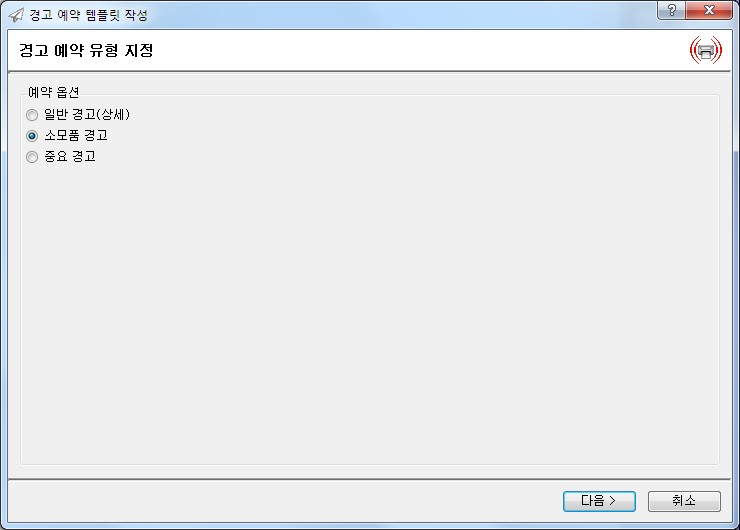 경고 예약 템플릿 작성
경고 예약 유형 지정
예약 옵션
일반 경고(상세)
소모품 경고
중요 경고
다음 >
취소